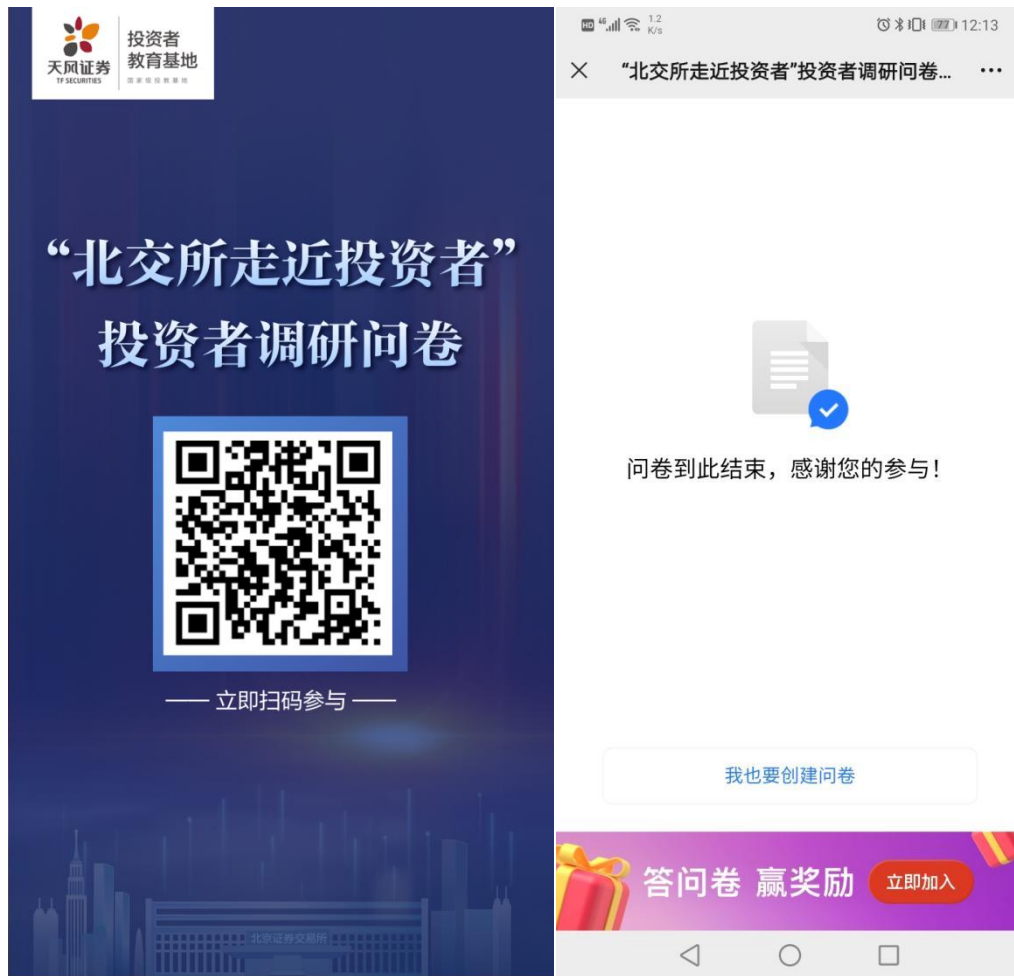 天风证券
TF SECURITIES
投资者
教育基地
国家级投教基地
“北交所走近投资者”
投资者调研问卷
—— 立即扫码参与 ——
北京证券交易所
HD 46 1.2 K/s 77 12:13
“北交所走近投资者”投资者调研问卷...
问卷到此结束，感谢您的参与！
我也要创建问卷
答问卷 赢奖励
立即加入